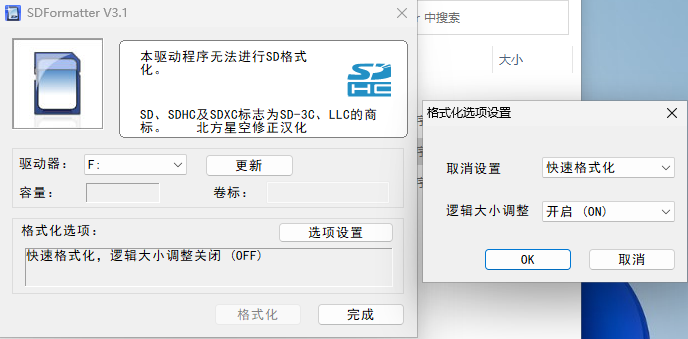 SDFormatter V3.1
r 中搜索
大小
本驱动程序无法进行SD格式
化。
SD HC
SD、SDHC及SDXC标志为SD-3C、LLC的商
标。 北方星空修正汉化
驱动器： F: 更新
容量： 卷标：
格式化选项： 选项设置
快速格式化，逻辑大小调整关闭 (OFF)
格式化 完成
格式化选项设置
取消设置 快速格式化
逻辑大小调整 开启 (ON)
OK 取消